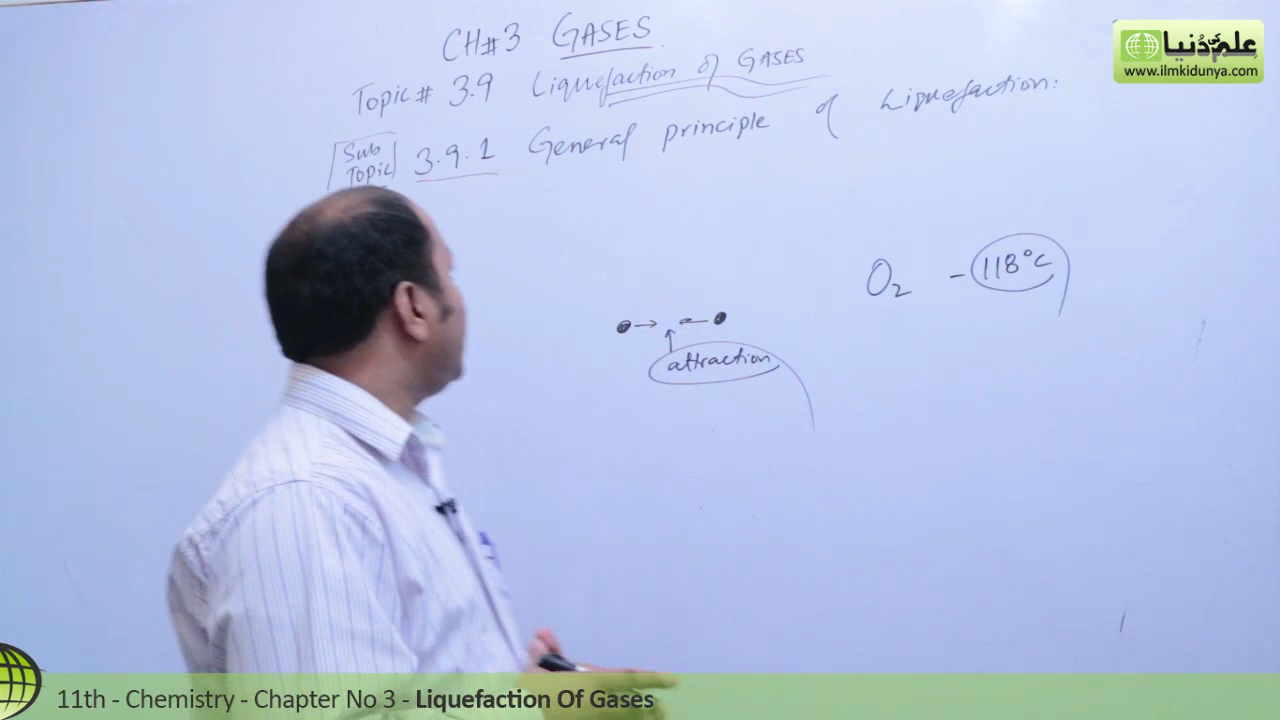 CH#3 GASES
Topic# 3.9 Liquefaction of GASES
Sub Topic 3.9.1 General principle of Liquefaction:
O2 -118°C
attraction
علم کی دُنیا
www.ilmkidunya.com
11th - Chemistry - Chapter No 3 - Liquefaction Of Gases